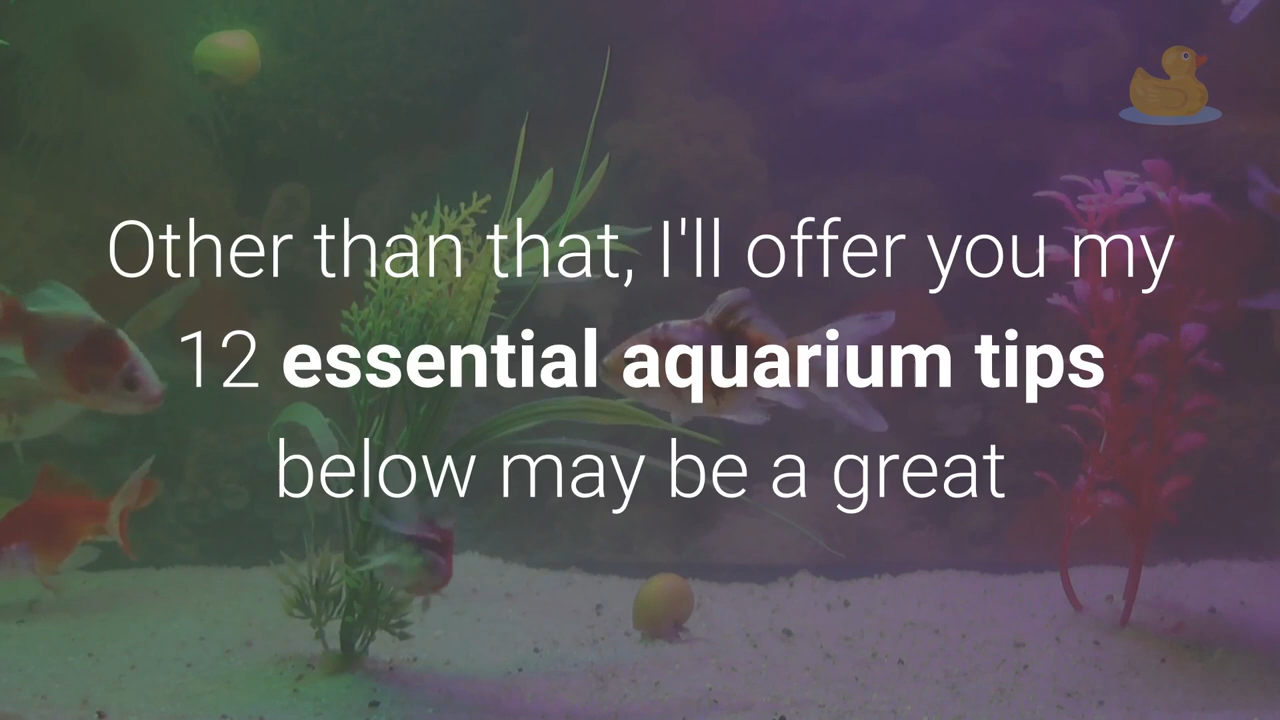 Other than that, I'll offer you my
12 essential aquarium tips
below may be a great